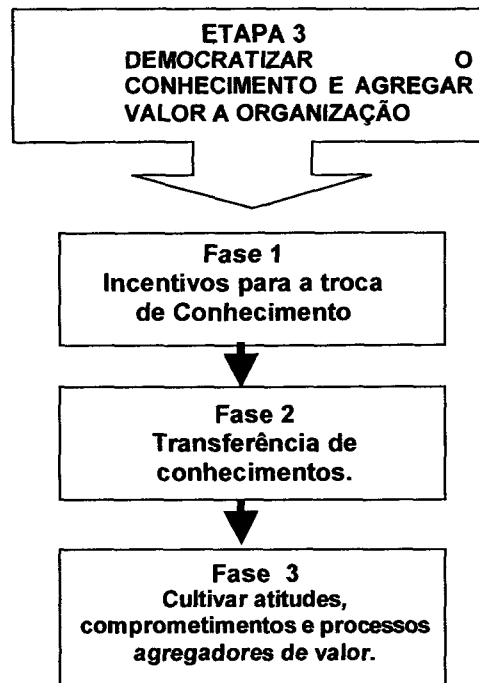 ETAPA 3
DEMOCRATIZAR O
CONHECIMENTO E AGREGAR
VALOR A ORGANIZAÇÃO
Fase 1
Incentivos para a troca
de Conhecimento
Fase 2
Transferência de
conhecimentos.
Fase 3
Cultivar atitudes,
comprometimentos e processos
agregadores de valor.